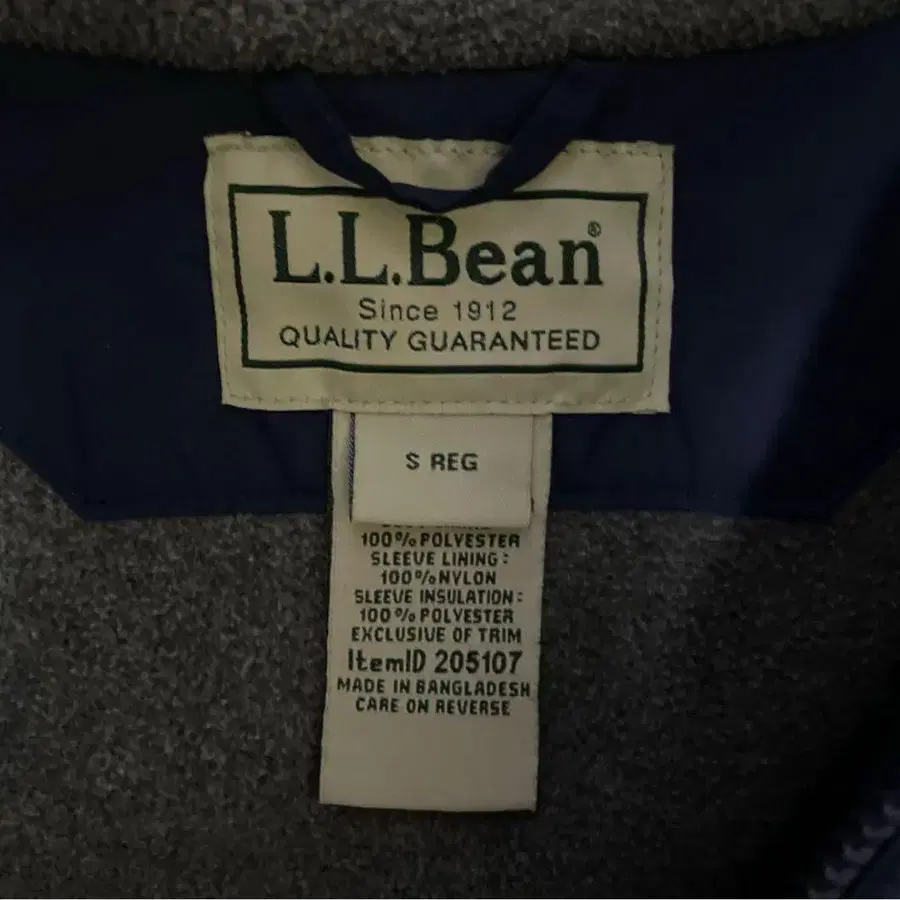 L.L.Bean®
Since 1912
QUALITY GUARANTEED
S REG
100% POLYESTER
SLEEVE LINING:
100% NYLON
SLEEVE INSULATION:
100% POLYESTER
EXCLUSIVE OF TRIM
ItemID 205107
MADE IN BANGLADESH
CARE ON REVERSE